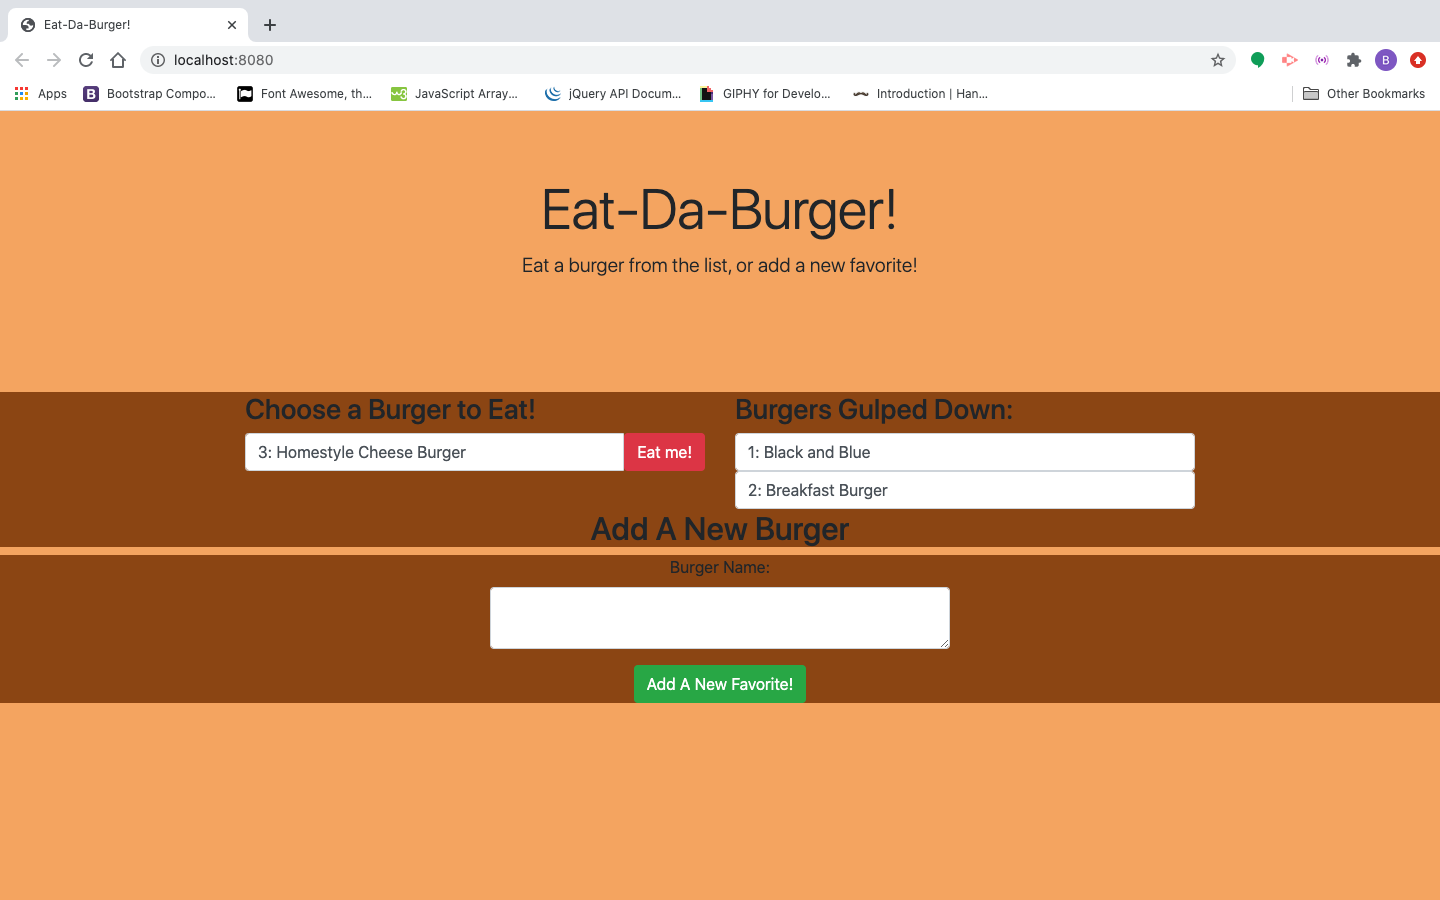 Eat-Da-Burger!
localhost:8080
B
Apps
B
Bootstrap Compo...
Font Awesome, th...
w3
JavaScript Array...
jQuery API Docum...
GIPHY for Develo...
Introduction | Han...
Other Bookmarks
Eat-Da-Burger!
Eat a burger from the list, or add a new favorite!
Choose a Burger to Eat!
3: Homestyle Cheese Burger
Eat me!
Burgers Gulped Down:
1: Black and Blue
2: Breakfast Burger
Add A New Burger
Burger Name:
Add A New Favorite!